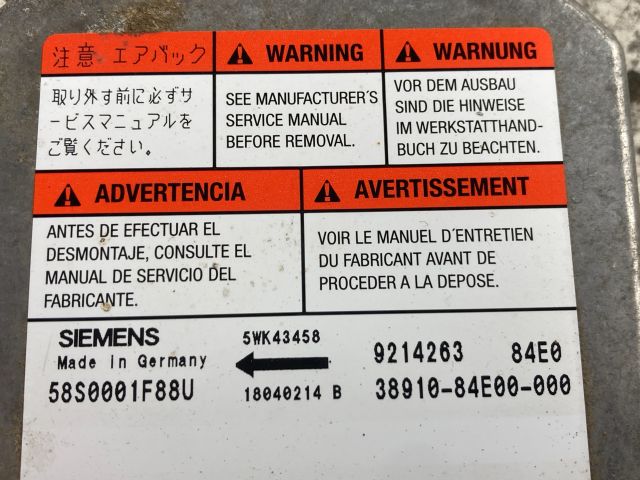 注意 エアバック
取り外す前に必ずサ
ービスマニュアルを
ご覧ください。
WARNING
SEE MANUFACTURER'S
SERVICE MANUAL
BEFORE REMOVAL.
WARNUNG
VOR DEM AUSBAU
SIND DIE HINWEISE
IM WERKSTATTHAND-
BUCH ZU BEACHTEN.
ADVERTENCIA
ANTES DE EFECTUAR EL
DESMONTAJE, CONSULTE EL
MANUAL DE SERVICIO DEL
FABRICANTE.
AVERTISSEMENT
VOIR LE MANUEL D'ENTRETIEN
DU FABRICANT AVANT DE
PROCEDER A LA DEPOSE.
SIEMENS
Made in Germany
58S0001F88U
5WK43458
18040214 B
9214263 84E0
38910-84E00-000